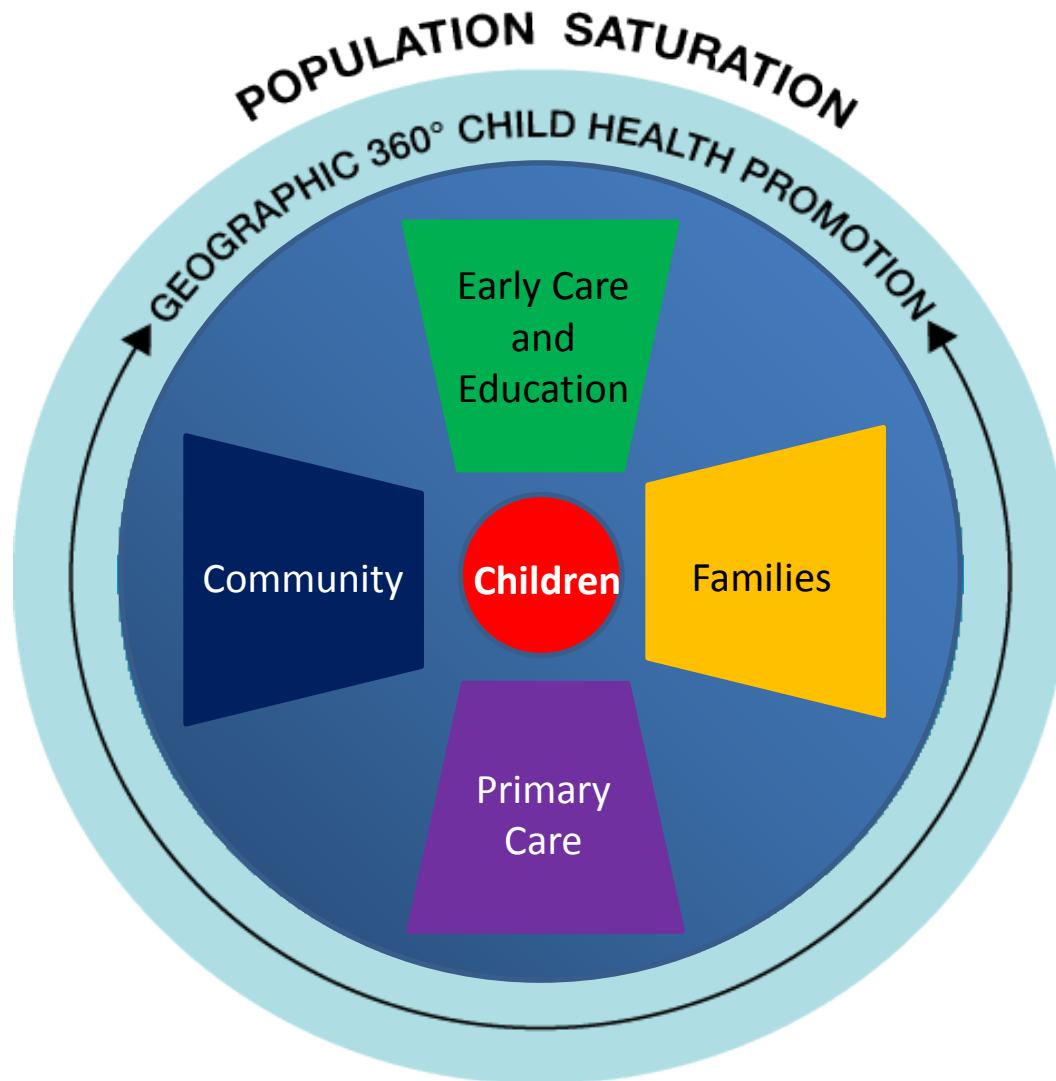 POPULATION SATURATION
GEOGRAPHIC 360° CHILD HEALTH PROMOTION
Early Care
and
Education
Community
Children
Families
Primary
Care